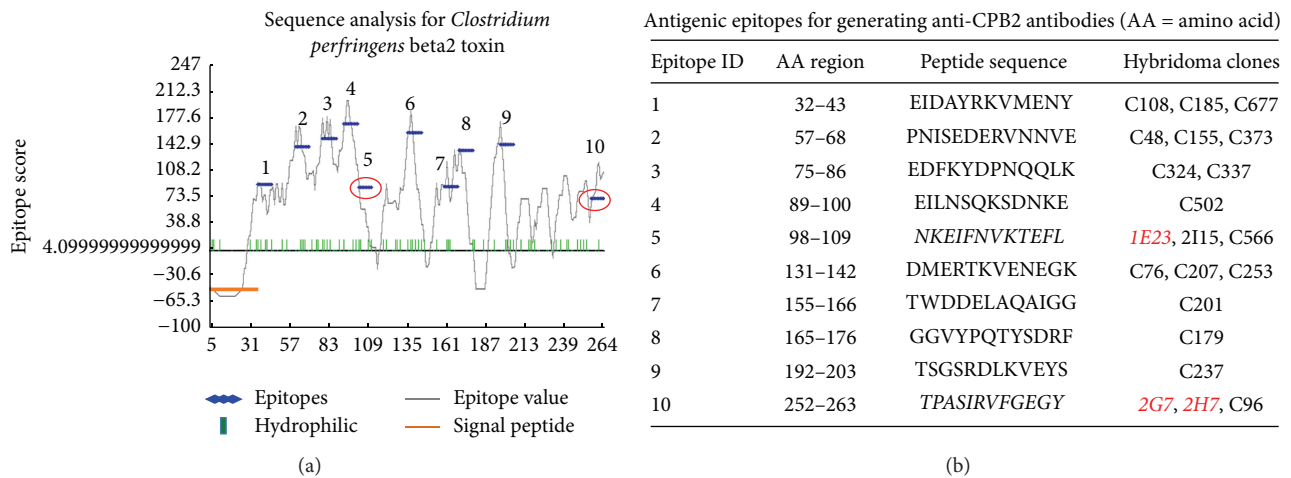 Sequence analysis for Clostridium
perfringens beta2 toxin
Epitope score
247
212.3
177.6
142.9
108.2
73.5
38.8
4.09999999999999
−30.6
−65.3
−100
1
2
3
4
5
6
7
8
9
10
5 31 57 83 109 135 161 187 213 239 264
Epitopes Epitope value
Hydrophilic Signal peptide
(a)
Antigenic epitopes for generating anti-CPB2 antibodies (AA = amino acid)
Epitope ID AA region Peptide sequence Hybridoma clones
1 32–43 EIDAYRKVMENY C108, C185, C677
2 57–68 PNISEDERVNNVE C48, C155, C373
3 75–86 EDFKYDPNQQLK C324, C337
4 89–100 EILNSQKSDNKE C502
5 98–109 NKEIFNVKTEFL 1E23, 2I15, C566
6 131–142 DMERTKVENEGK C76, C207, C253
7 155–166 TWDDELAQAIGG C201
8 165–176 GGVYPQTYSDRF C179
9 192–203 TSGSRDLKVEYS C237
10 252–263 TPASIRVFGEGY 2G7, 2H7, C96
(b)